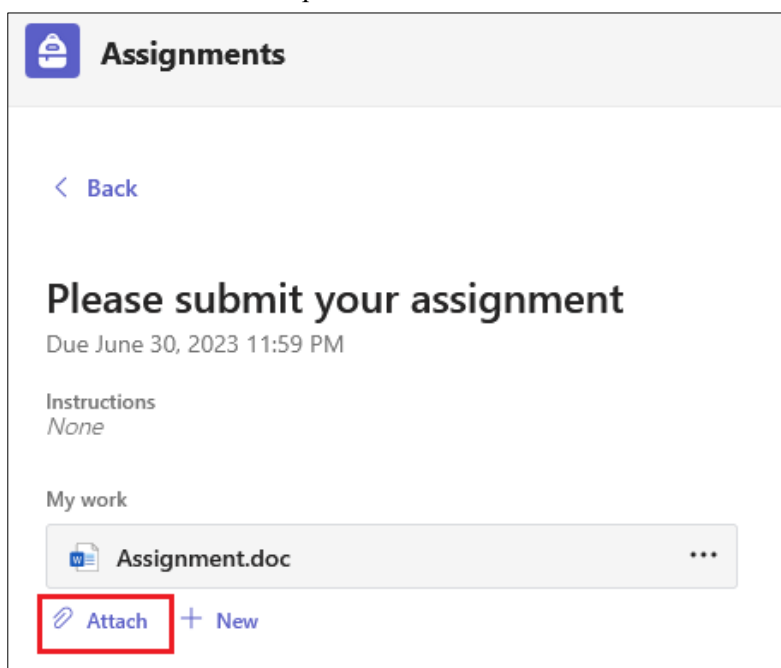 Assignments
Back
Please submit your assignment
Due June 30, 2023 11:59 PM
Instructions
None
My work
Assignment.doc
Attach + New